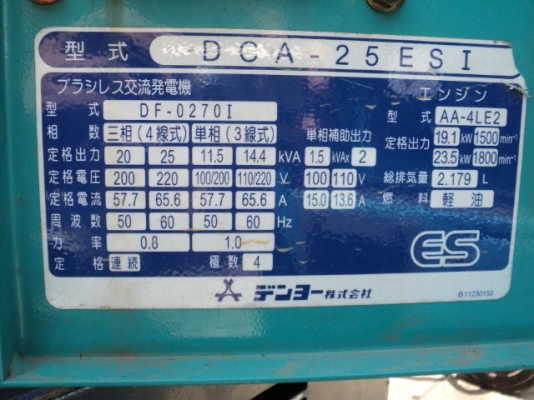 型式 DCA-25ESI
ブラシレス交流発電機 エンジン
型式 DF-0270I 型式 AA-4LE2
相数 三相(4線式) 単相(3線式) 単相補助出力 定格出力 19.1 kW 1500 min-1
定格出力 20 25 11.5 14.4 kVA 1.5 kVA× 2 23.5 kW 1800 min-1
定格電圧 200 220 100/200 110/220 V 100 110 V 総排気量 2.179 L
定格電流 57.7 65.6 57.7 65.6 A 15.0 13.6 A 燃料 軽油
周波数 50 60 50 60 Hz
力率 0.8 1.0
定格 連続 極数 4
ES
デンヨー株式会社
B11230150